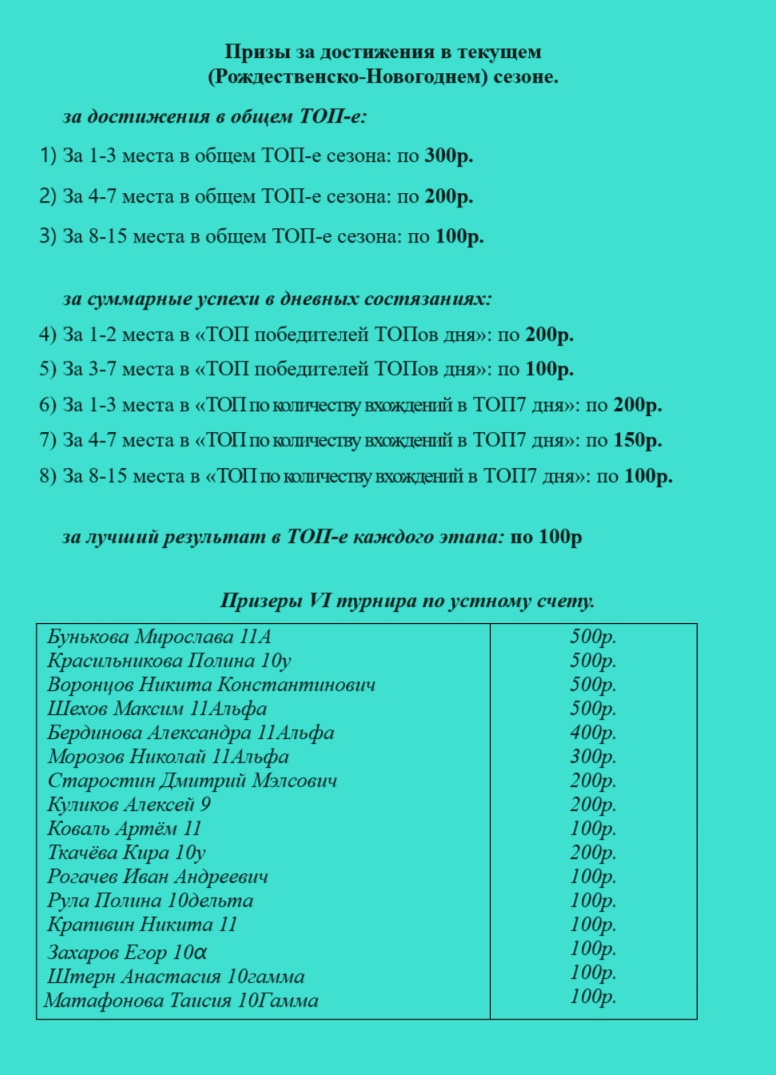 Призы за достижения в текущем
(Рождественско-Новогоднем) сезоне.
за достижения в общем ТОП-е:
1) За 1-3 места в общем ТОП-е сезона: по 300р.
2) За 4-7 места в общем ТОП-е сезона: по 200р.
3) За 8-15 места в общем ТОП-е сезона: по 100р.
за суммарные успехи в дневных состязаниях:
4) За 1-2 места в «ТОП победителей ТОПов дня»: по 200р.
5) За 3-7 места в «ТОП победителей ТОПов дня»: по 100р.
6) За 1-3 места в «ТОП по количеству вхождений в ТОП7 дня»: по 200р.
7) За 4-7 места в «ТОП по количеству вхождений в ТОП7 дня»: по 150р.
8) За 8-15 места в «ТОП по количеству вхождений в ТОП7 дня»: по 100р.
за лучший результат в ТОП-е каждого этапа: по 100р
Призеры VI турнира по устному счету.
Бунькова Мирослава 11А 500р.
Красильникова Полина 10у 500р.
Воронцов Никита Константинович 500р.
Шехов Максим 11Альфа 500р.
Бердинова Александра 11Альфа 400р.
Морозов Николай 11Альфа 300р.
Старостин Дмитрий Мэлсович 200р.
Куликов Алексей 9 200р.
Коваль Артём 11 100р.
Ткачёва Кира 10у 200р.
Рогачев Иван Андреевич 100р.
Рула Полина 10дельта 100р.
Крапивин Никита 11 100р.
Захаров Егор 10α 100р.
Штерн Анастасия 10гамма 100р.
Матафонова Таисия 10Гамма 100р.